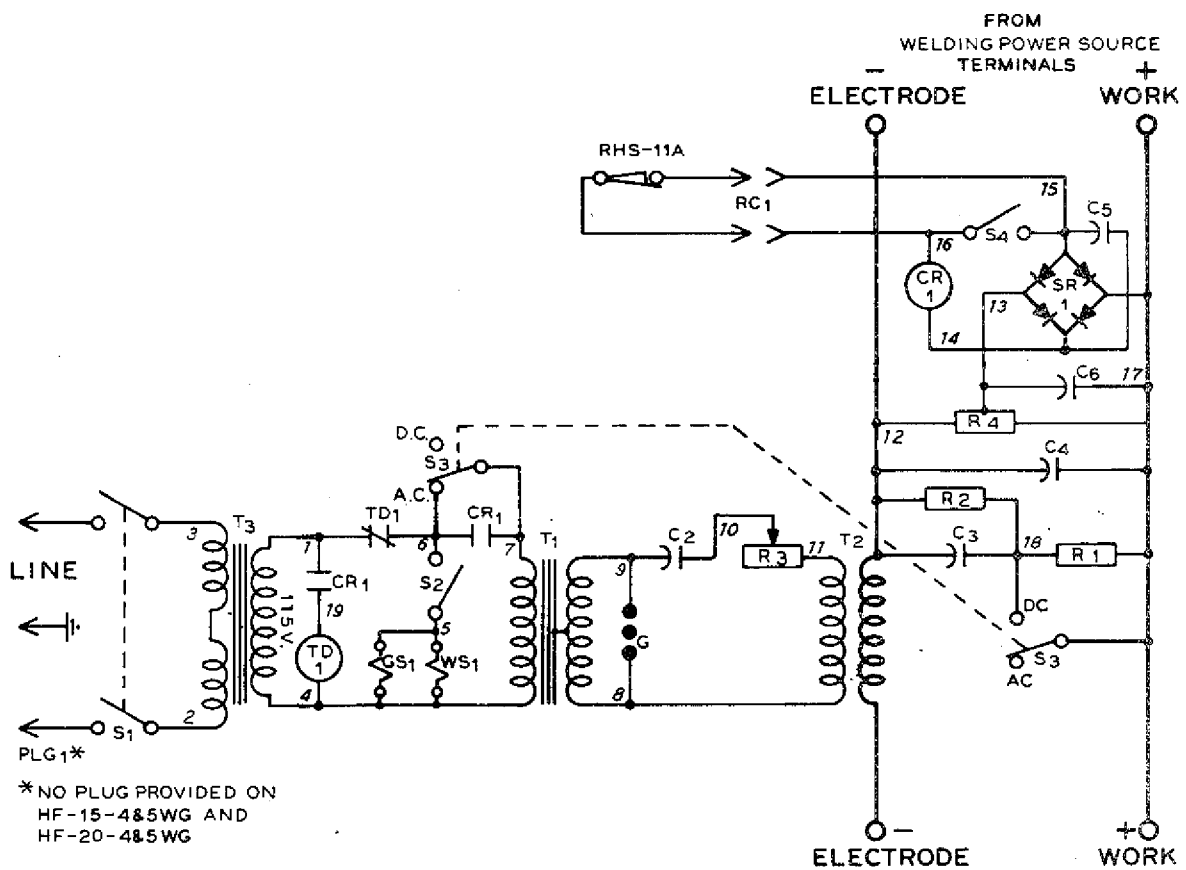 FROM
WELDING POWER SOURCE
TERMINALS
− +
ELECTRODE WORK
RHS-11A
RC1
15
16 S4 C5
CR
1
SR
1
13
14
C6 17
12 R4
C4
R2
C3 18 R1
DC
S3
AC
D.C.
S3
A.C.
TD1 CR1
6 7
T3 T1 T2
3 1
CR1
19
115 V.
TD
1
S2
5
GS1 WS1
4
C2 10
R3 11
9
G
8
LINE
S1 2
PLG1*
*NO PLUG PROVIDED ON
HF-15-4&5WG AND
HF-20-4&5WG
− +
ELECTRODE WORK